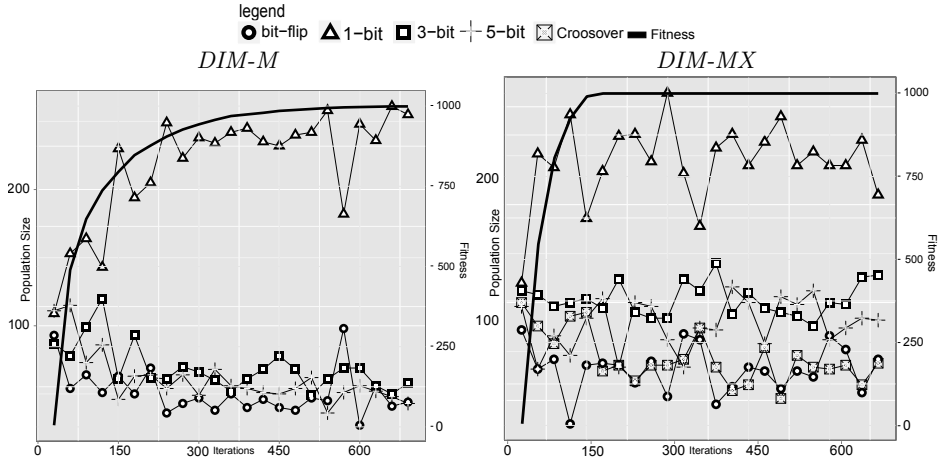 legend
bit-flip 1-bit 3-bit 5-bit Croosover Fitness
DIM-M
DIM-MX
Population Size
200
100
0
150
300
Iterations
450
600
1000
750
500
250
0
Fitness
Population Size
200
100
0
150
300
Iterations
450
600
1000
750
500
250
0
Fitness